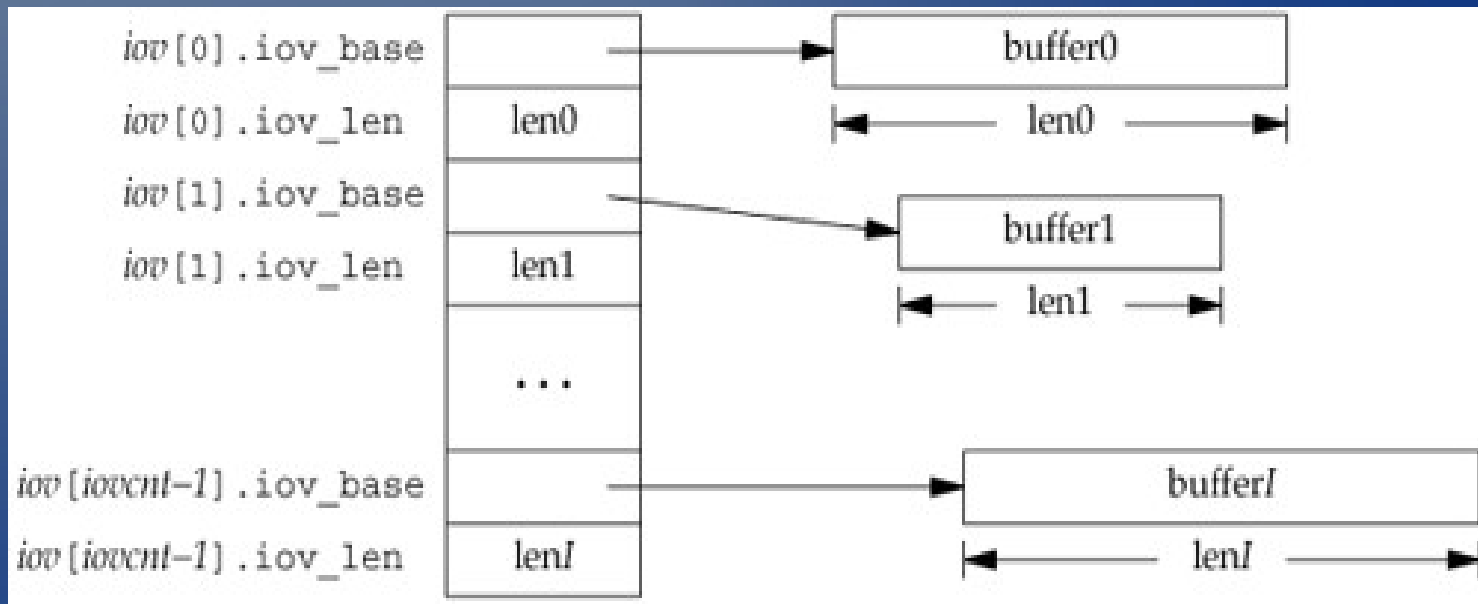 iov[0].iov_base buffer0
iov[0].iov_len len0 len0
iov[1].iov_base buffer1
iov[1].iov_len len1 len1
...
iov[iovcnt–1].iov_base bufferI
iov[iovcnt–1].iov_len lenI lenI